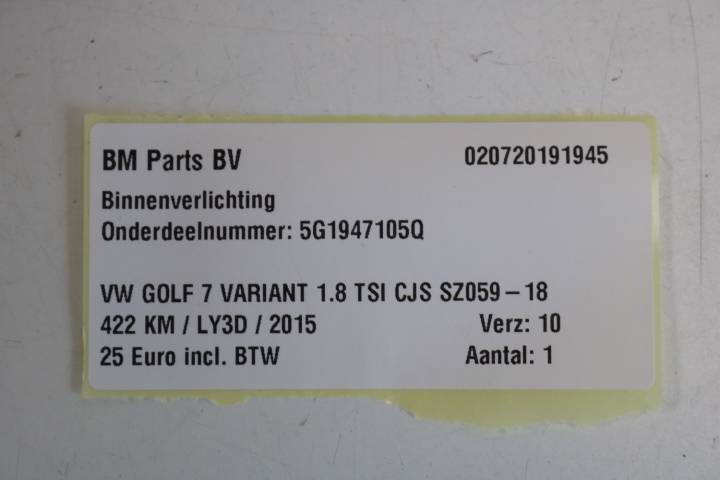 BM Parts BV 020720191945
Binnenverlichting
Onderdeelnummer: 5G1947105Q
VW GOLF 7 VARIANT 1.8 TSI CJS SZ059 – 18
422 KM / LY3D / 2015 Verz: 10
25 Euro incl. BTW Aantal: 1